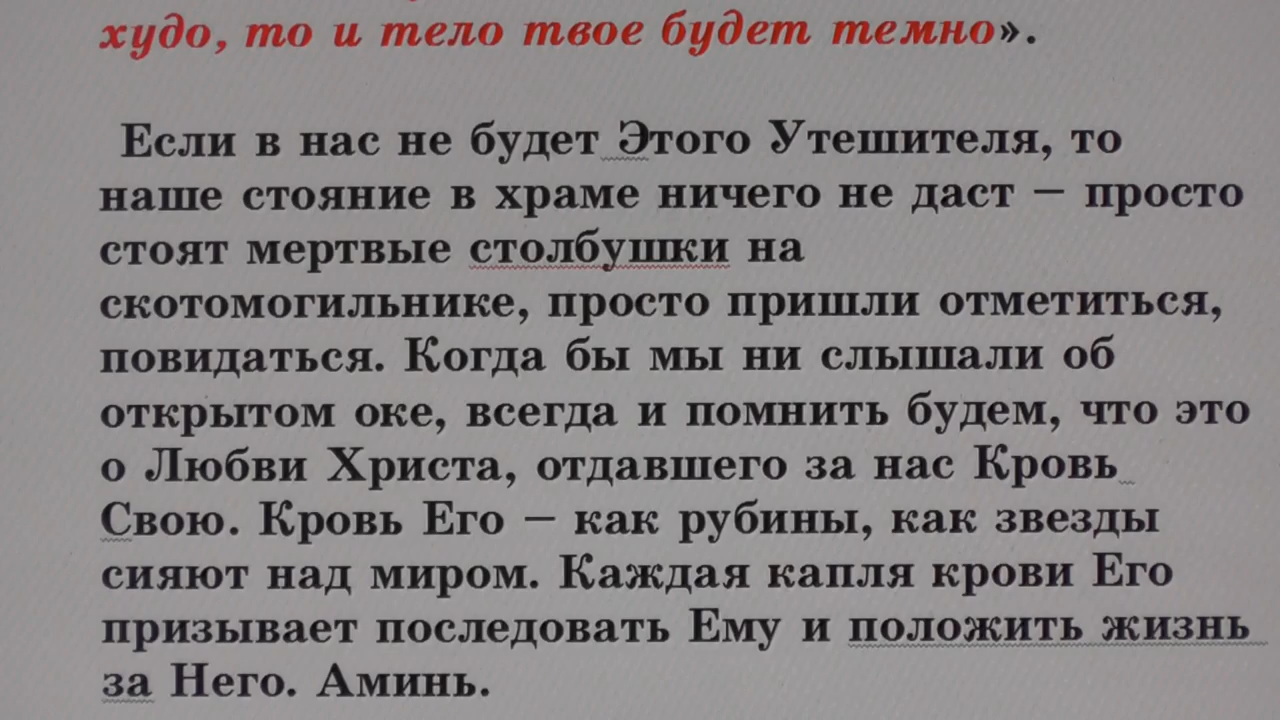 худо, то и тело твое будет темно».
Если в нас не будет Этого Утешителя, то
наше стояние в храме ничего не даст – просто
стоят мертвые столбушки на
скотомогильнике, просто пришли отметиться,
повидаться. Когда бы мы ни слышали об
открытом оке, всегда и помнить будем, что это
о Любви Христа, отдавшего за нас Кровь
Свою. Кровь Его – как рубины, как звезды
сияют над миром. Каждая капля крови Его
призывает последовать Ему и положить жизнь
за Него. Аминь.